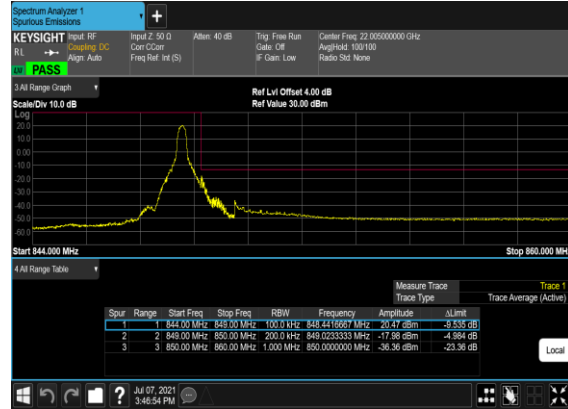 Spectrum Analyzer 1
Spurious Emissions
+
KEYSIGHT Input: RF Input Z: 50 Ω Atten: 40 dB Trig: Free Run Center Freq: 22.005000000 GHz
RL Coupling: DC Corr CCorr Gate: Off Avg|Hold: 100/100
Align: Auto Freq Ref: Int (S) IF Gain: Low Radio Std: None
PASS
3 All Range Graph
Ref Lvl Offset 4.00 dB
Scale/Div 10.0 dB Ref Value 30.00 dBm
Log
20.0
10.0
0.00
-10.0
-20.0
-30.0
-40.0
-50.0
-60.0
Start 844.000 MHz Stop 860.000 MH
4 All Range Table
Measure Trace Trace 1
Trace Type Trace Average (Active)
Spur Range Start Freq Stop Freq RBW Frequency Amplitude ΔLimit
1 1 844.00 MHz 849.00 MHz 100.0 kHz 848.4416667 MHz 20.47 dBm -9.535 dB
2 2 849.00 MHz 850.00 MHz 200.0 kHz 849.0233333 MHz -17.98 dBm -4.984 dB
3 3 850.00 MHz 860.00 MHz 1.000 MHz 850.0000000 MHz -36.36 dBm -23.36 dB
Local
? Jul 07, 2021
3:46:54 PM